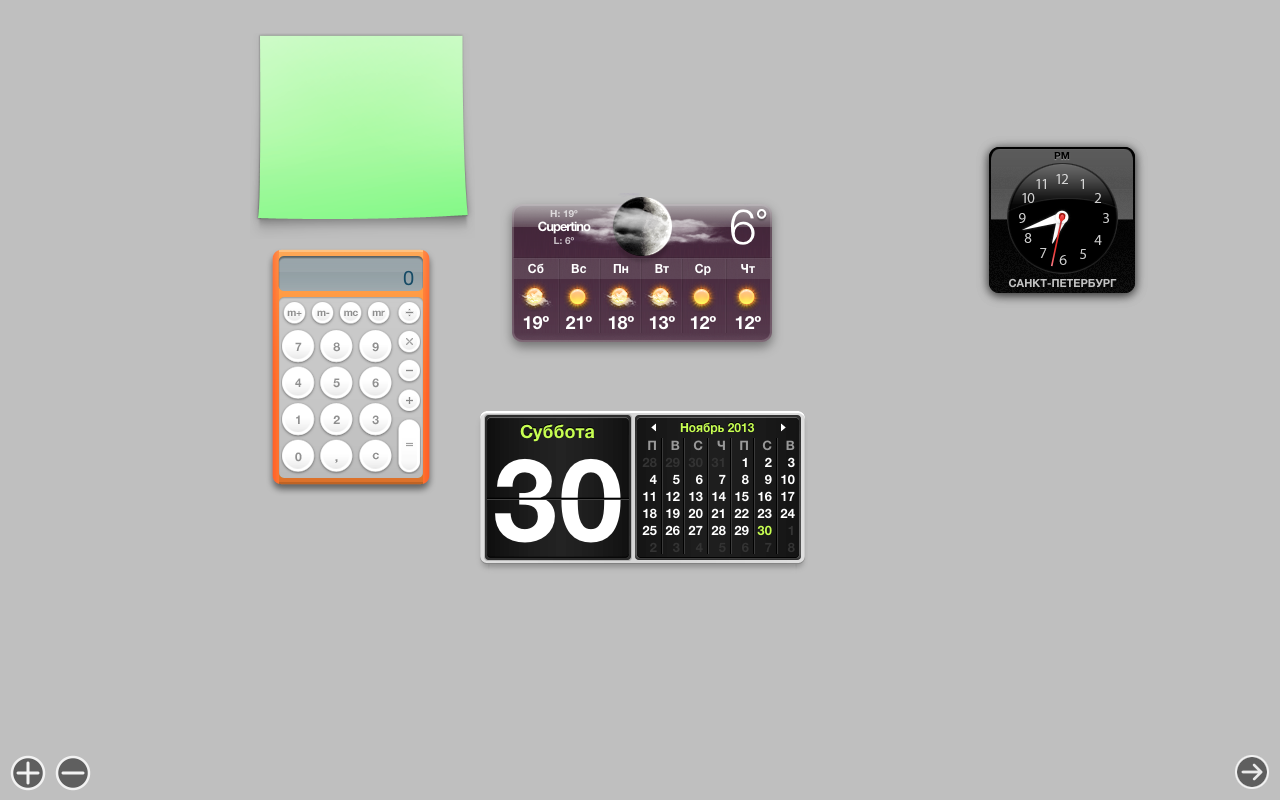 PM
12
11 1
10 2
9 3
8 4
7 5
6
САНКТ-ПЕТЕРБУРГ
H: 19°
Cupertino
L: 6°
6°
Сб Вс Пн Вт Ср Чт
19° 21° 18° 13° 12° 12°
0
m+ m- mc mr ÷
7 8 9 ×
4 5 6 −
1 2 3 +
0 , c =
Суббота
30
Ноябрь 2013
П В С Ч П С В
28 29 30 31 1 2 3
4 5 6 7 8 9 10
11 12 13 14 15 16 17
18 19 20 21 22 23 24
25 26 27 28 29 30 1
2 3 4 5 6 7 8